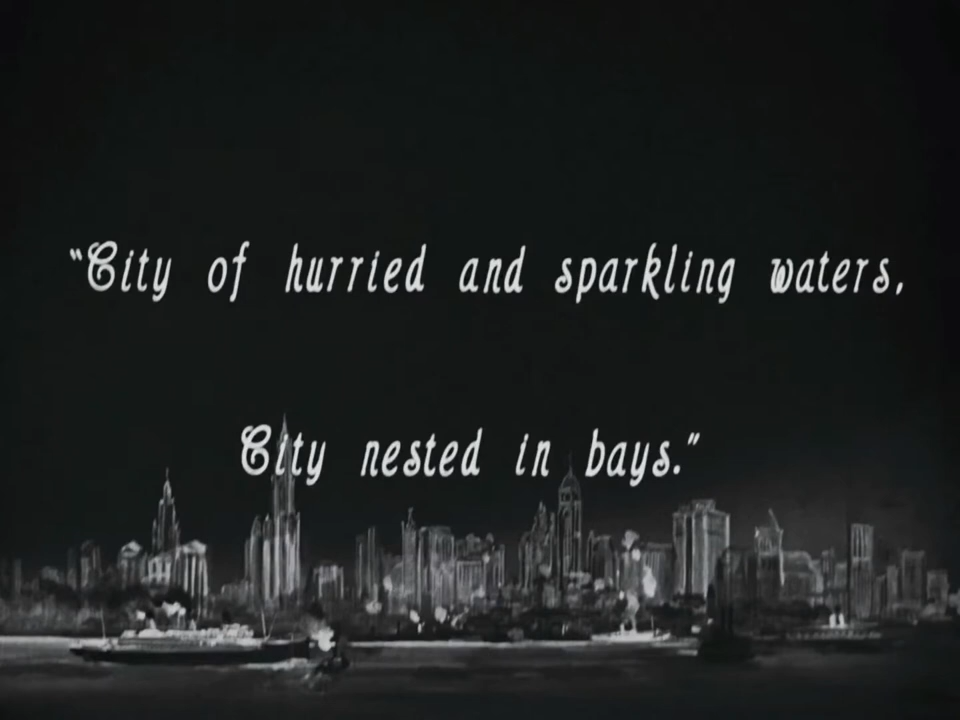 "City of hurried and sparkling waters,
City nested in bays."